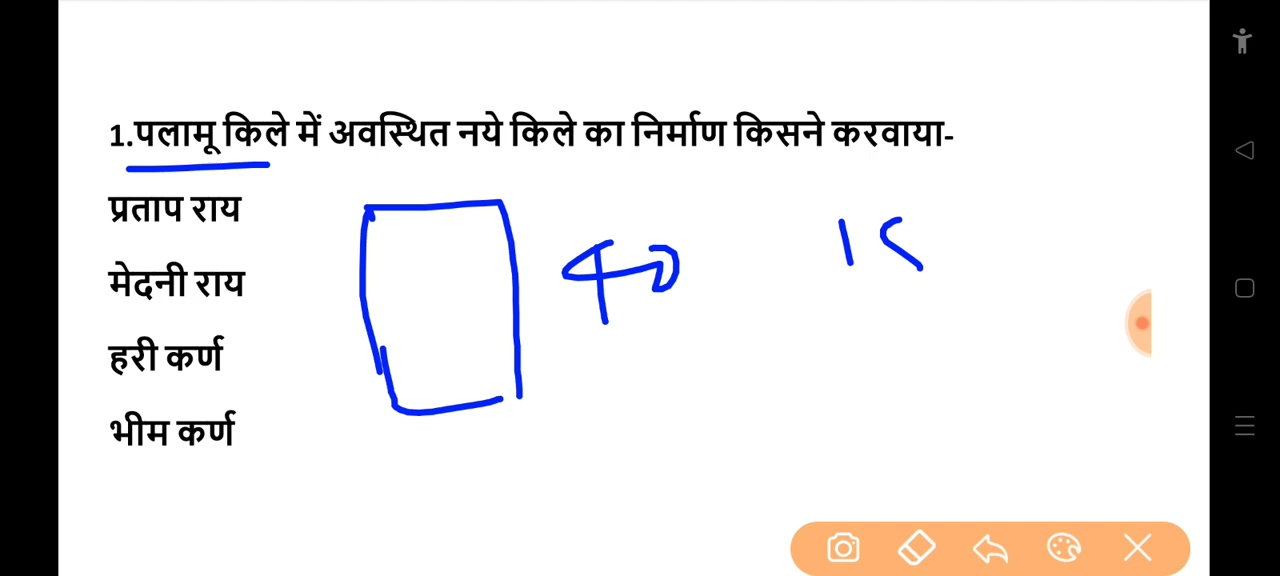 1.पलामू किले में अवस्थित नये किले का निर्माण किसने करवाया-
प्रताप राय
मेदनी राय
हरी कर्ण
भीम कर्ण